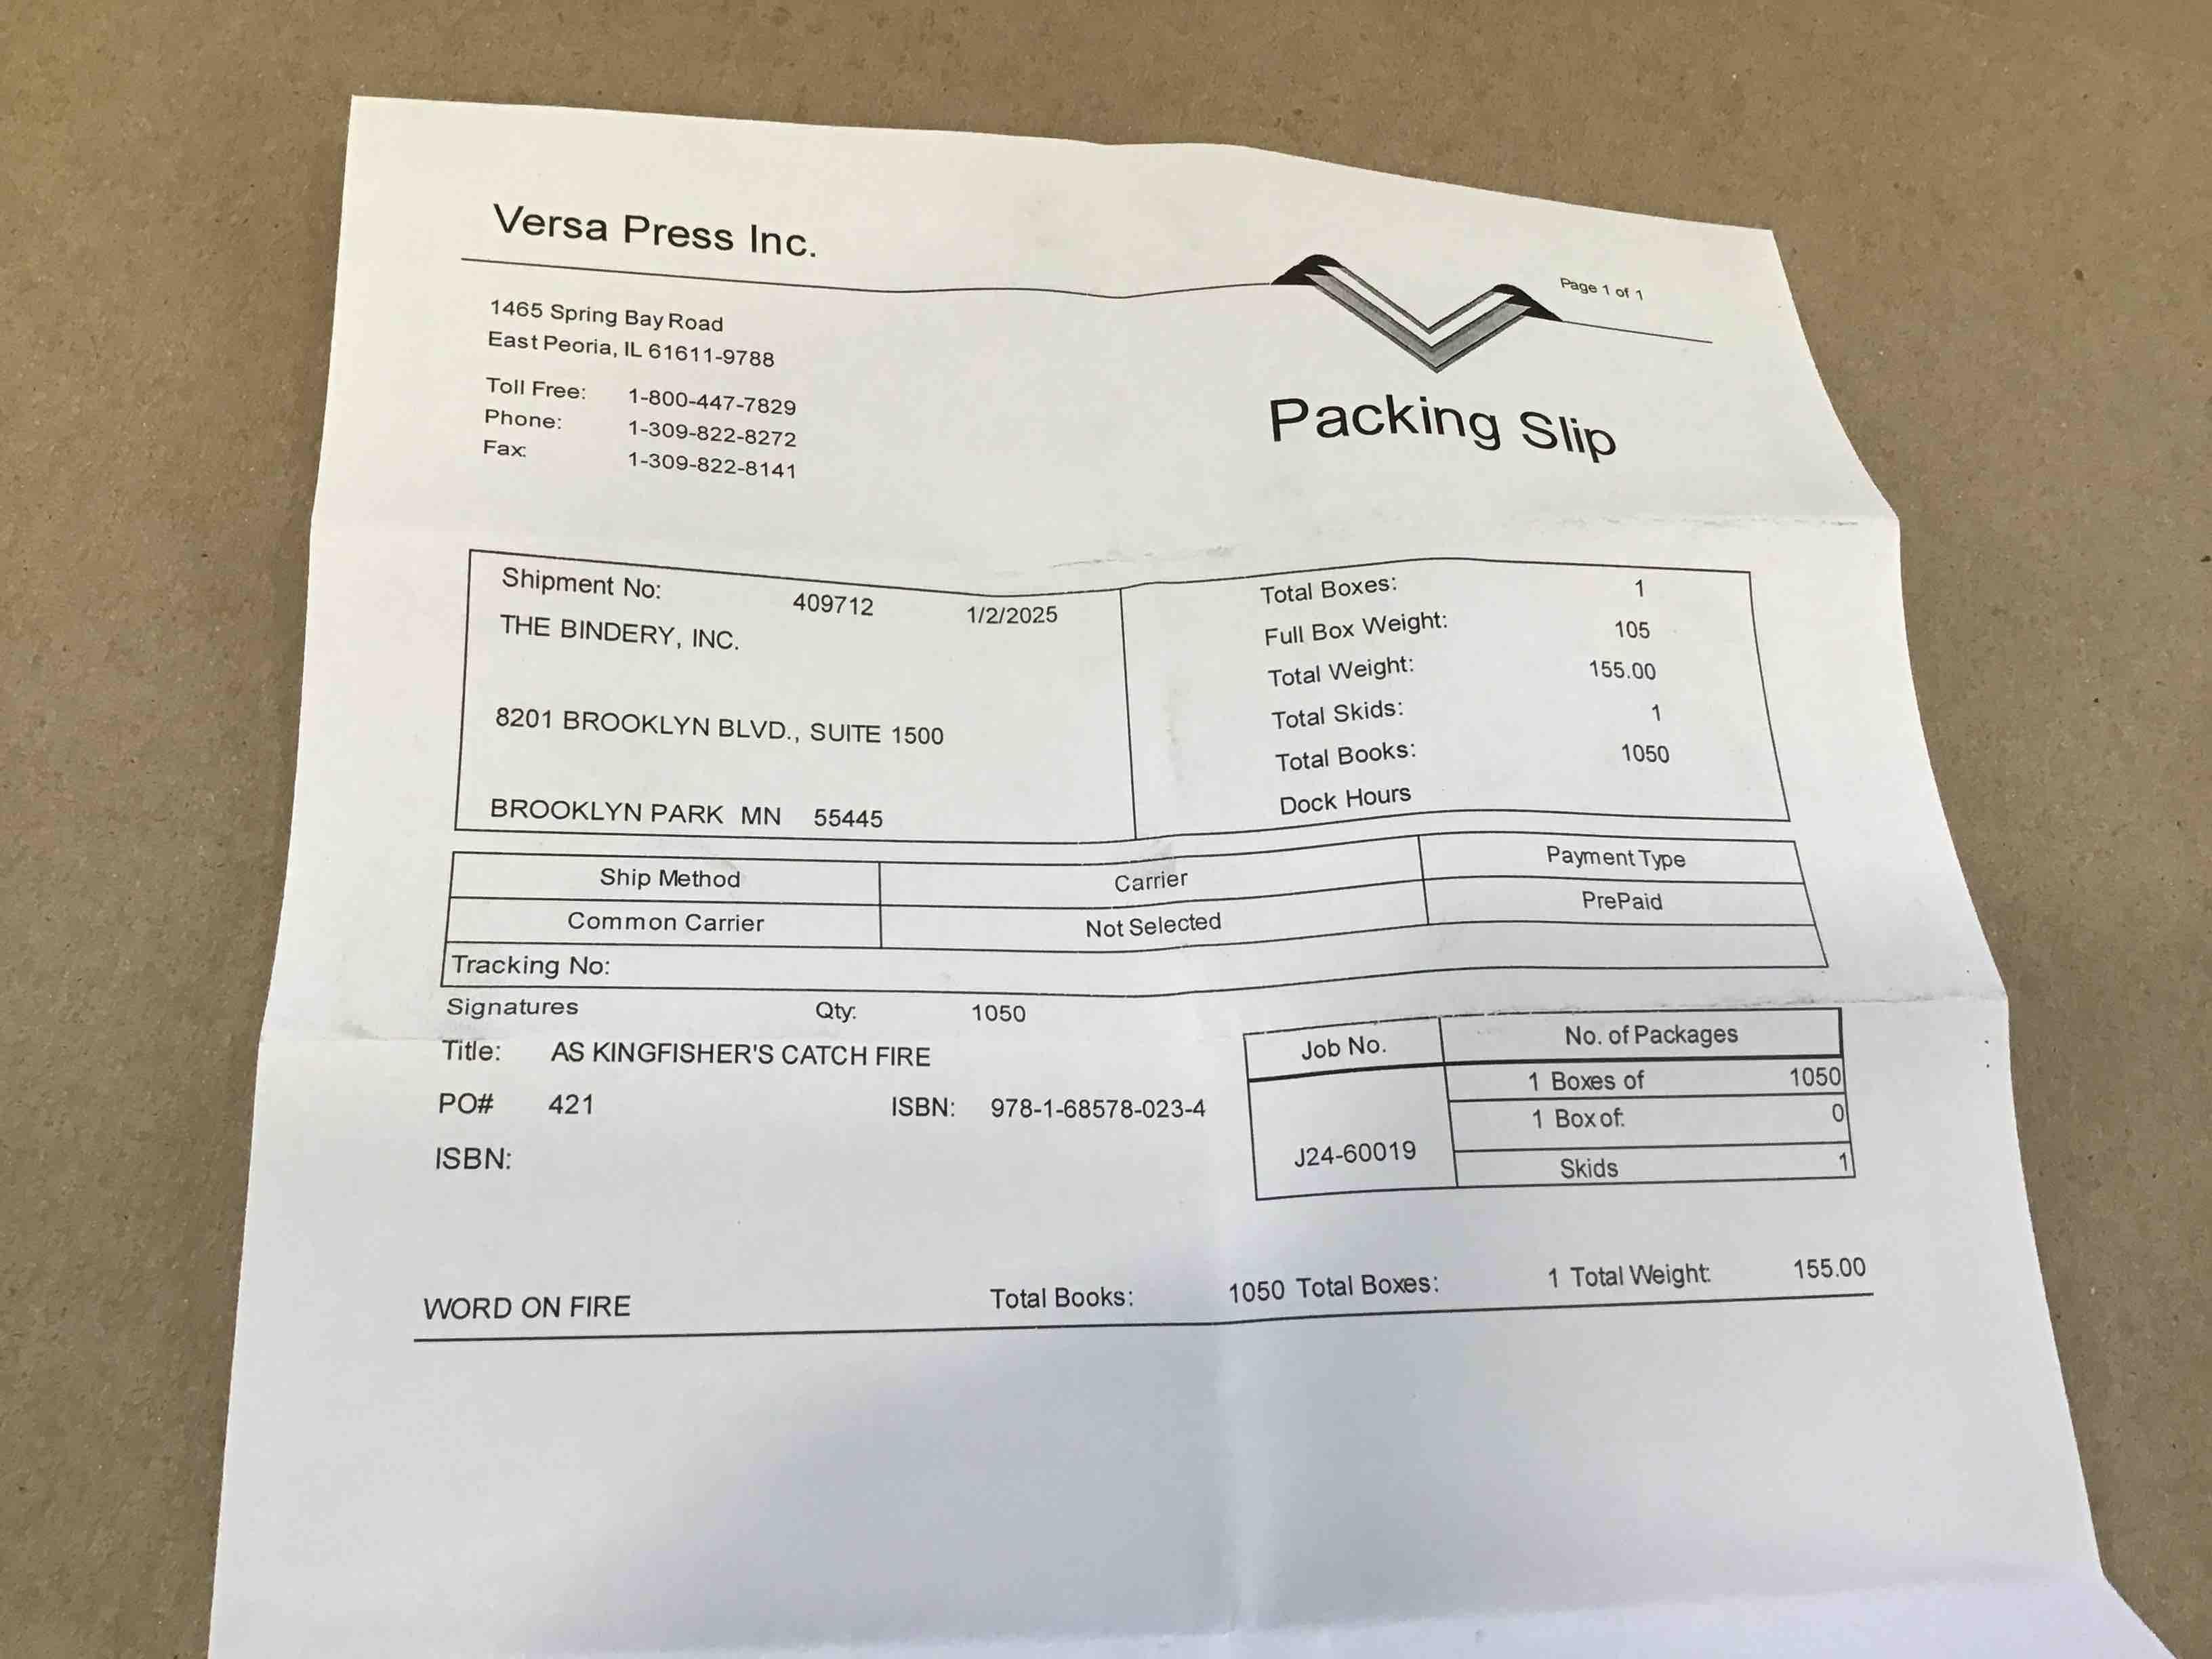 Versa Press Inc.
Page 1 of 1
1465 Spring Bay Road
East Peoria, IL 61611-9788
Toll Free: 1-800-447-7829
Phone: 1-309-822-8272
Fax: 1-309-822-8141
Packing Slip
Shipment No: 409712 1/2/2025
THE BINDERY, INC.
8201 BROOKLYN BLVD., SUITE 1500
BROOKLYN PARK MN 55445
Total Boxes: 1
Full Box Weight: 105
Total Weight: 155.00
Total Skids: 1
Total Books: 1050
Dock Hours
Ship Method Carrier Payment Type
Common Carrier Not Selected PrePaid
Tracking No:
Signatures Qty: 1050
Title: AS KINGFISHER'S CATCH FIRE
PO# 421 ISBN: 978-1-68578-023-4
ISBN:
Job No. No. of Packages
1 Boxes of 1050
1 Box of: 0
J24-60019
Skids 1
WORD ON FIRE Total Books: 1050 Total Boxes: 1 Total Weight: 155.00